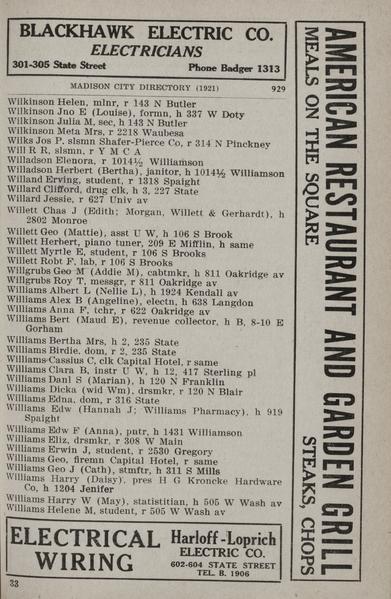 BLACKHAWK ELECTRIC CO.
ELECTRICIANS
301-305 State Street Phone Badger 1313
MADISON CITY DIRECTORY (1921) 929
Wilkinson Helen, mlnr, r 143 N Butler
Wilkinson Jno E (Louise), formn, h 337 W Doty
Wilkinson Julia M, sec, h 143 N Butler
Wilkinson Meta Mrs, r 2218 Waubesa
Wilks Jos P, slsmn Shafer-Pierce Co, r 314 N Pinckney
Will R R, slsmn, r Y M C A
Willadson Elenora, r 1014½ Williamson
Willadson Herbert (Bertha), janitor, h 1014½ Williamson
Willand Erving, student, r 1318 Spaight
Willard Clifford, drug clk, h 3, 227 State
Willard Jessie, r 627 Univ av
Willett Chas J (Edith; Morgan, Willett & Gerhardt), h
2802 Monroe
Willett Geo (Mattie), asst U W, h 106 S Brook
Willett Herbert, piano tuner, 209 E Mifflin, h same
Willett Myrtle E, student, r 106 S Brooks
Willett Robt F, lab, r 106 S Brooks
Willgrubs Geo M (Addie M), cabtmkr, h 811 Oakridge av
Willgrubs Roy T, messgr, r 811 Oakridge av
Williams Albert L (Nellie L), h 1924 Kendall av
Williams Alex B (Angeline), electn, h 638 Langdon
Williams Anna F, tchr, r 622 Oakridge av
Williams Bert (Maud E), revenue collector, h B, 8-10 E
Gorham
Williams Bertha Mrs, h 2, 235 State
Williams Birdie, dom, r 2, 235 State
Williams Cassius C, clk Capital Hotel, r same
Williams Clara B, instr U W, h 12, 417 Sterling pl
Williams Danl S (Marian), h 120 N Franklin
Williams Dicka (wid Wm), drsmkr, r 120 N Blair
Williams Edna, dom, r 316 State
Williams Edw (Hannah J; Williams Pharmacy), h 919
Spaight
Williams Edw F (Anna), pntr, h 1431 Williamson
Williams Eliz, drsmkr, r 308 W Main
Williams Erwin J, student, r 2530 Gregory
Williams Geo, firemn Capital Hotel, r same
Williams Geo J (Cath), stmftr, h 311 S Mills
Williams Harry (Daisy), pres H G Kroncke Hardware
Co, h 1204 Jenifer
Williams Harry W (May), statistitian, h 505 W Wash av
Williams Helene M, student, r 505 W Wash av
ELECTRICAL
WIRING
Harloff-Loprich
ELECTRIC CO.
602-604 STATE STREET
TEL. B. 1906
33
AMERICAN RESTAURANT AND GARDEN GRILL
MEALS ON THE SQUARE STEAKS, CHOPS